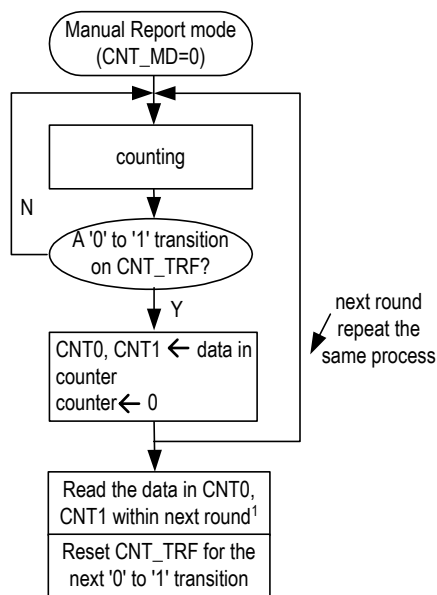 Manual Report mode
(CNT_MD=0)
counting
N
A '0' to '1' transition
on CNT_TRF?
Y
next round
repeat the
same process
CNT0, CNT1 ← data in
counter
counter← 0
Read the data in CNT0,
CNT1 within next round¹
Reset CNT_TRF for the
next '0' to '1' transition